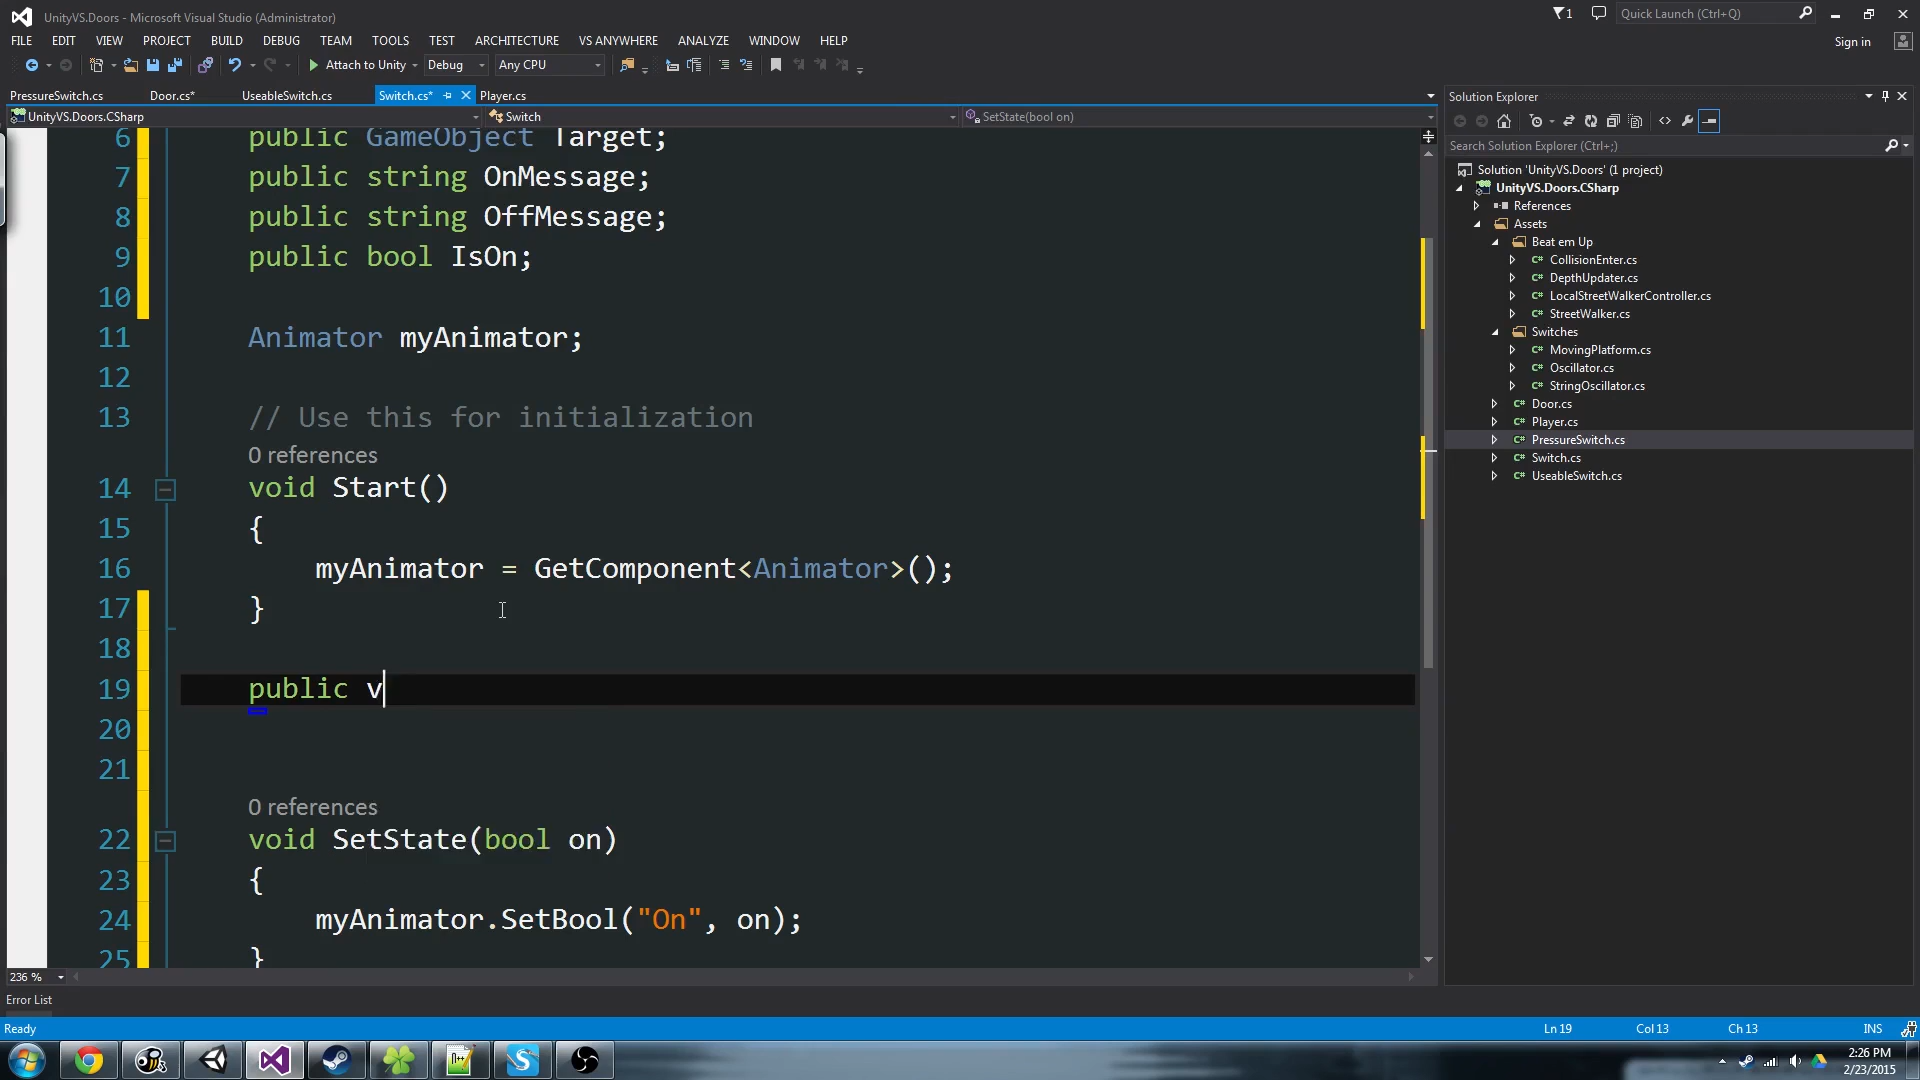 UnityVS.Doors - Microsoft Visual Studio (Administrator)
1
Quick Launch (Ctrl+Q)
FILE EDIT VIEW PROJECT BUILD DEBUG TEAM TOOLS TEST ARCHITECTURE VS ANYWHERE ANALYZE WINDOW HELP
Sign in
Attach to Unity Debug Any CPU
PressureSwitch.cs Door.cs* UseableSwitch.cs Switch.cs* Player.cs
UnityVS.Doors.CSharp Switch SetState(bool on)
6 public GameObject Target;
7 public string OnMessage;
8 public string OffMessage;
9 public bool IsOn;
10
11 Animator myAnimator;
12
13 // Use this for initialization
0 references
14 void Start()
15 {
16 myAnimator = GetComponent<Animator>();
17 }
18
19 public v
20
21
0 references
22 void SetState(bool on)
23 {
24 myAnimator.SetBool("On", on);
25 }
236 %
Error List
Ready
Ln 19 Col 13 Ch 13 INS
Solution Explorer
Search Solution Explorer (Ctrl+;)
Solution 'UnityVS.Doors' (1 project)
UnityVS.Doors.CSharp
References
Assets
Beat em Up
C# CollisionEnter.cs
C# DepthUpdater.cs
C# LocalStreetWalkerController.cs
C# StreetWalker.cs
Switches
C# MovingPlatform.cs
C# Oscillator.cs
C# StringOscillator.cs
C# Door.cs
C# Player.cs
C# PressureSwitch.cs
C# Switch.cs
C# UseableSwitch.cs
2:26 PM
2/23/2015